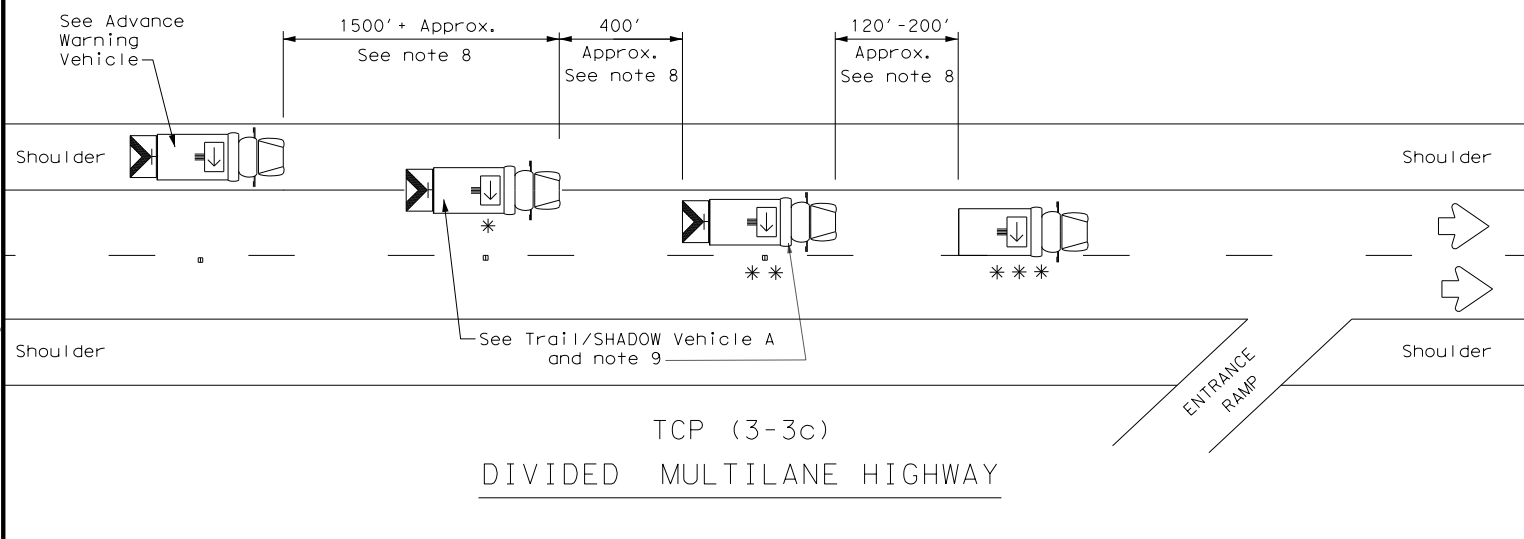 See Advance
Warning
Vehicle
1500'+ Approx.
See note 8
400'
Approx.
See note 8
120'-200'
Approx.
See note 8
Shoulder
Shoulder
*
* *
* * *
See Trail/SHADOW Vehicle A
and note 9
Shoulder
Shoulder
ENTRANCE
RAMP
TCP (3-3c)
DIVIDED MULTILANE HIGHWAY